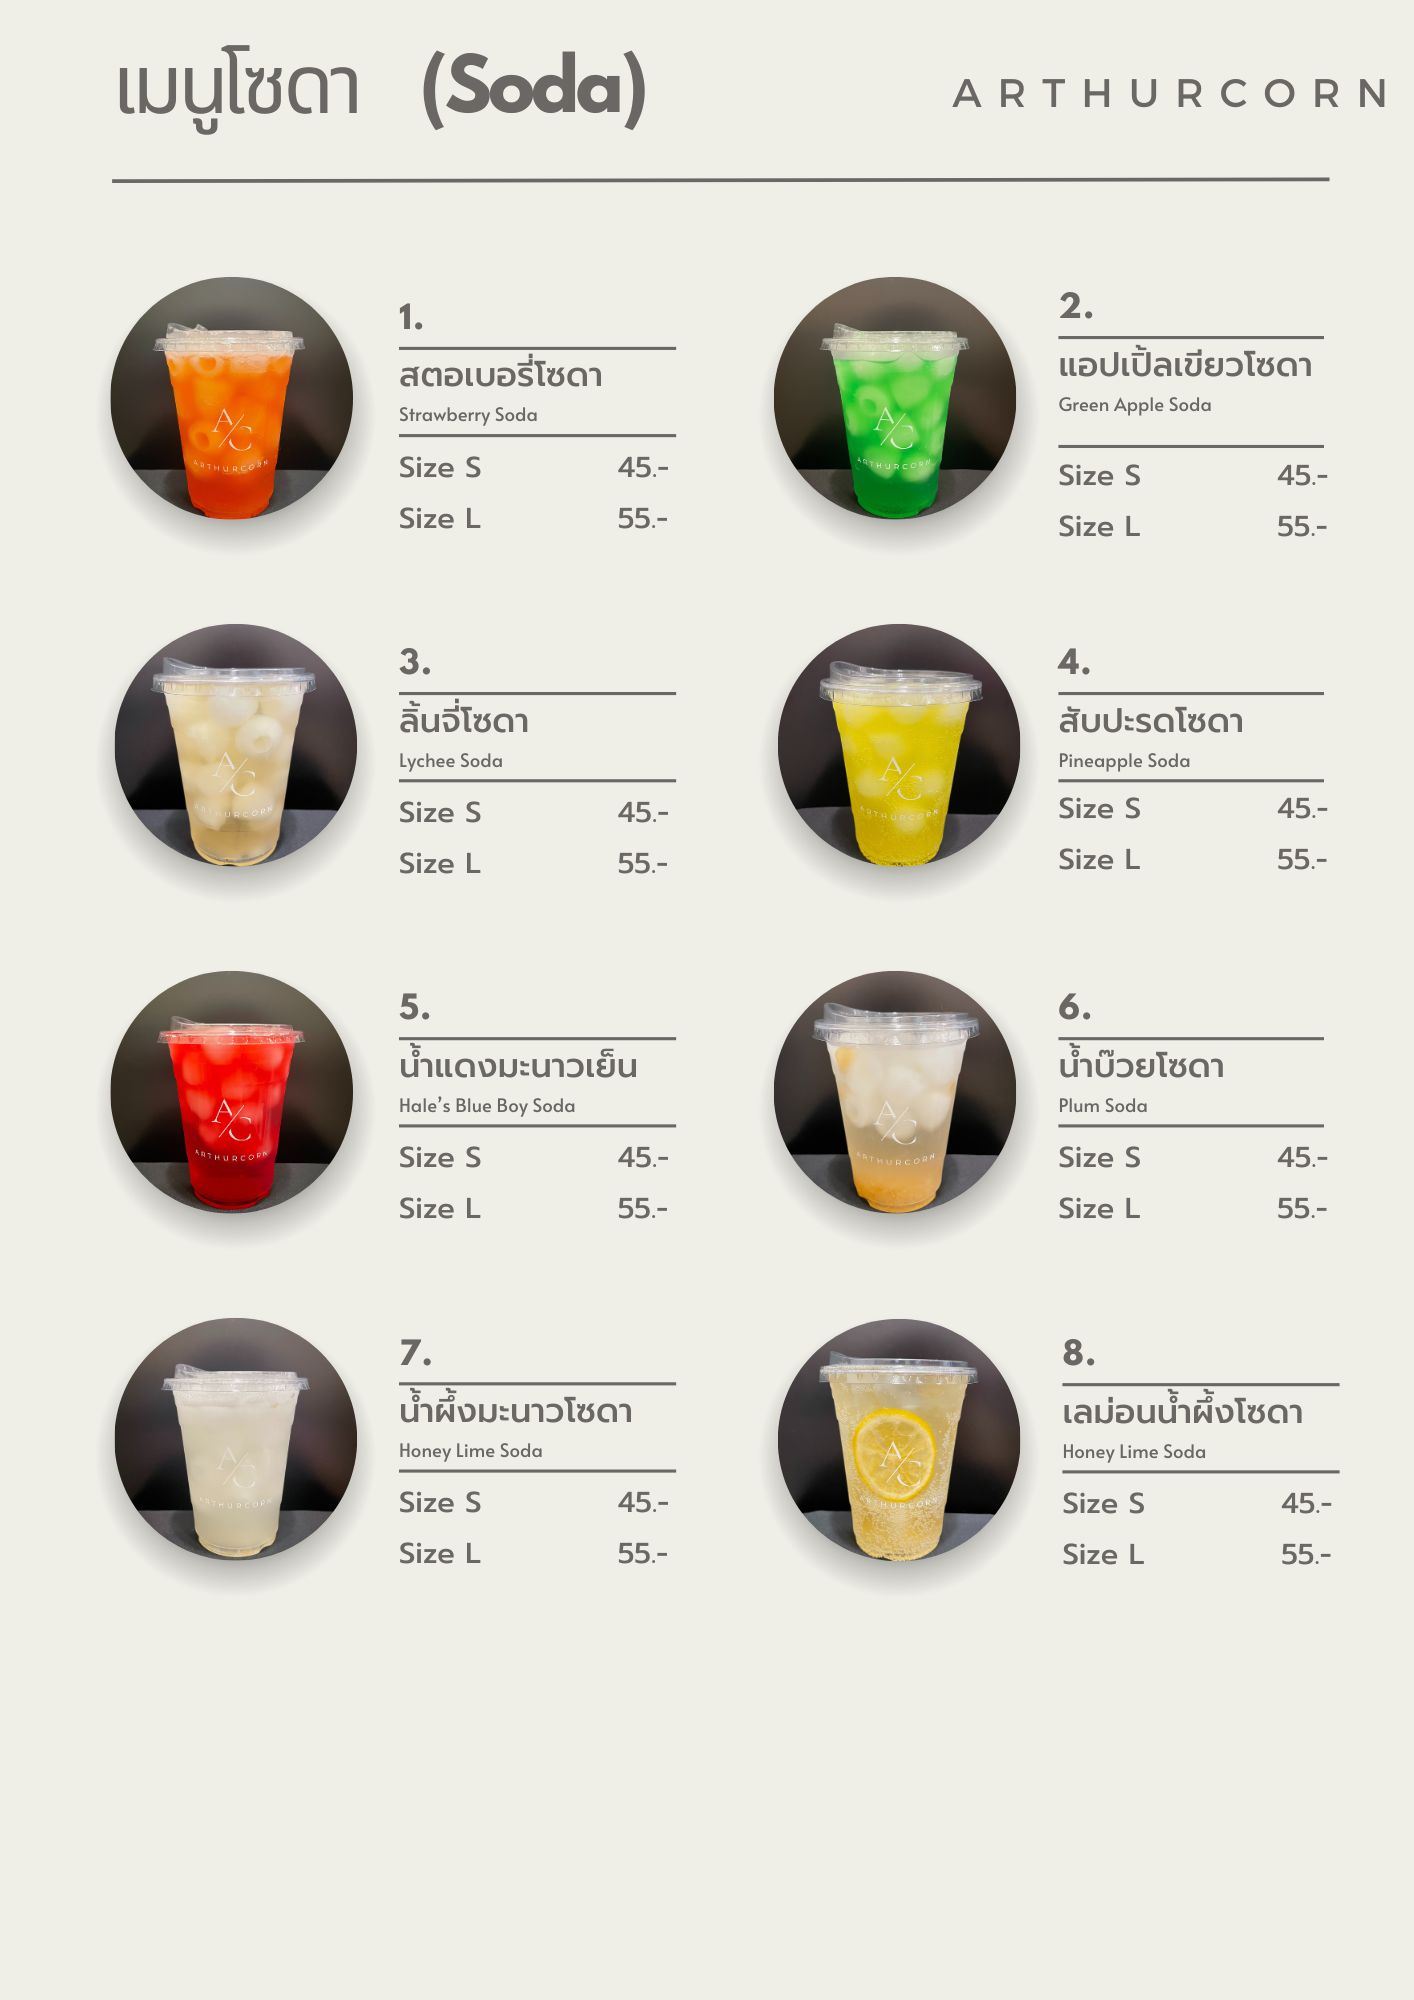 เมนูโซดา (Soda)
ARTHURCORN
1.
สตอเบอรี่โซดา
Strawberry Soda
Size S 45.-
Size L 55.-
A/C
ARTHURCORN
2.
แอปเปิ้ลเขียวโซดา
Green Apple Soda
Size S 45.-
Size L 55.-
A/C
ARTHURCORN
3.
ลิ้นจี่โซดา
Lychee Soda
Size S 45.-
Size L 55.-
A/C
ARTHURCORN
4.
สับปะรดโซดา
Pineapple Soda
Size S 45.-
Size L 55.-
A/C
ARTHURCORN
5.
น้ำแดงมะนาวเย็น
Hale's Blue Boy Soda
Size S 45.-
Size L 55.-
A/C
ARTHURCORN
6.
น้ำบ๊วยโซดา
Plum Soda
Size S 45.-
Size L 55.-
A/C
ARTHURCORN
7.
น้ำผึ้งมะนาวโซดา
Honey Lime Soda
Size S 45.-
Size L 55.-
A/C
ARTHURCORN
8.
เลม่อนน้ำผึ้งโซดา
Honey Lime Soda
Size S 45.-
Size L 55.-
A/C
ARTHURCORN